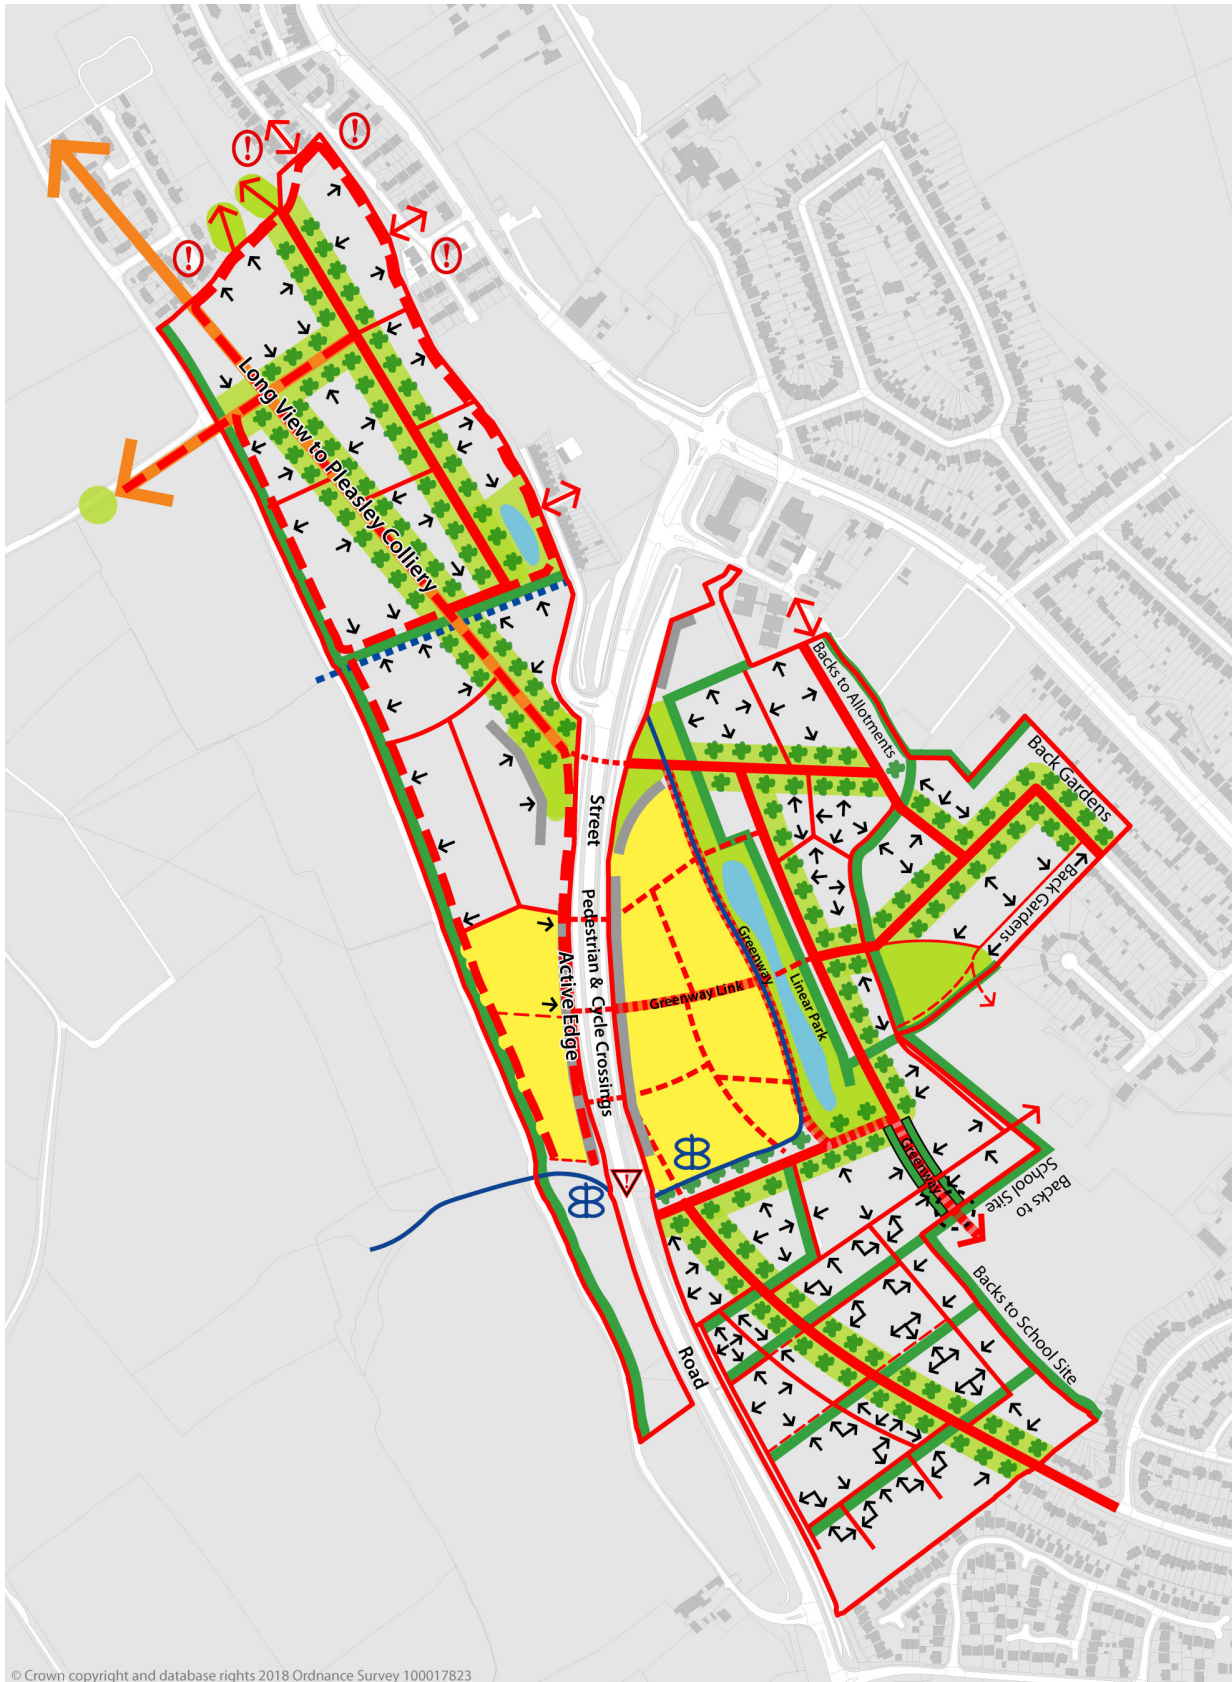 !
!
!
!
Long View to Pleasley Colliery
Backs to Allotments
Back Gardens
Back Gardens
Street
Pedestrian & Cycle Crossings
Active Edge
Greenway
Greenway Link
Linear Park
Greenway
Backs to
School Site
!
Backs to School Site
Road
© Crown copyright and database rights 2018 Ordnance Survey 100017823